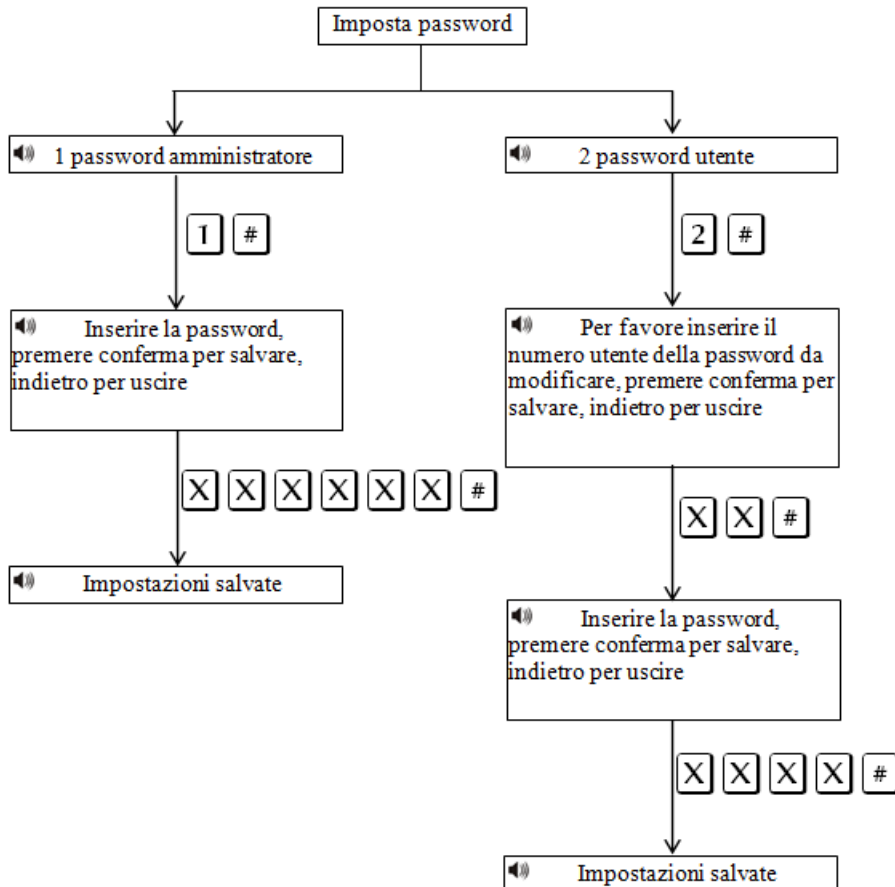 Imposta password
1 password amministratore
2 password utente
1 #
2 #
Inserire la password,
premere conferma per salvare,
indietro per uscire
Per favore inserire il
numero utente della password da
modificare, premere conferma per
salvare, indietro per uscire
X X X X X X #
X X #
Impostazioni salvate
Inserire la password,
premere conferma per salvare,
indietro per uscire
X X X X #
Impostazioni salvate